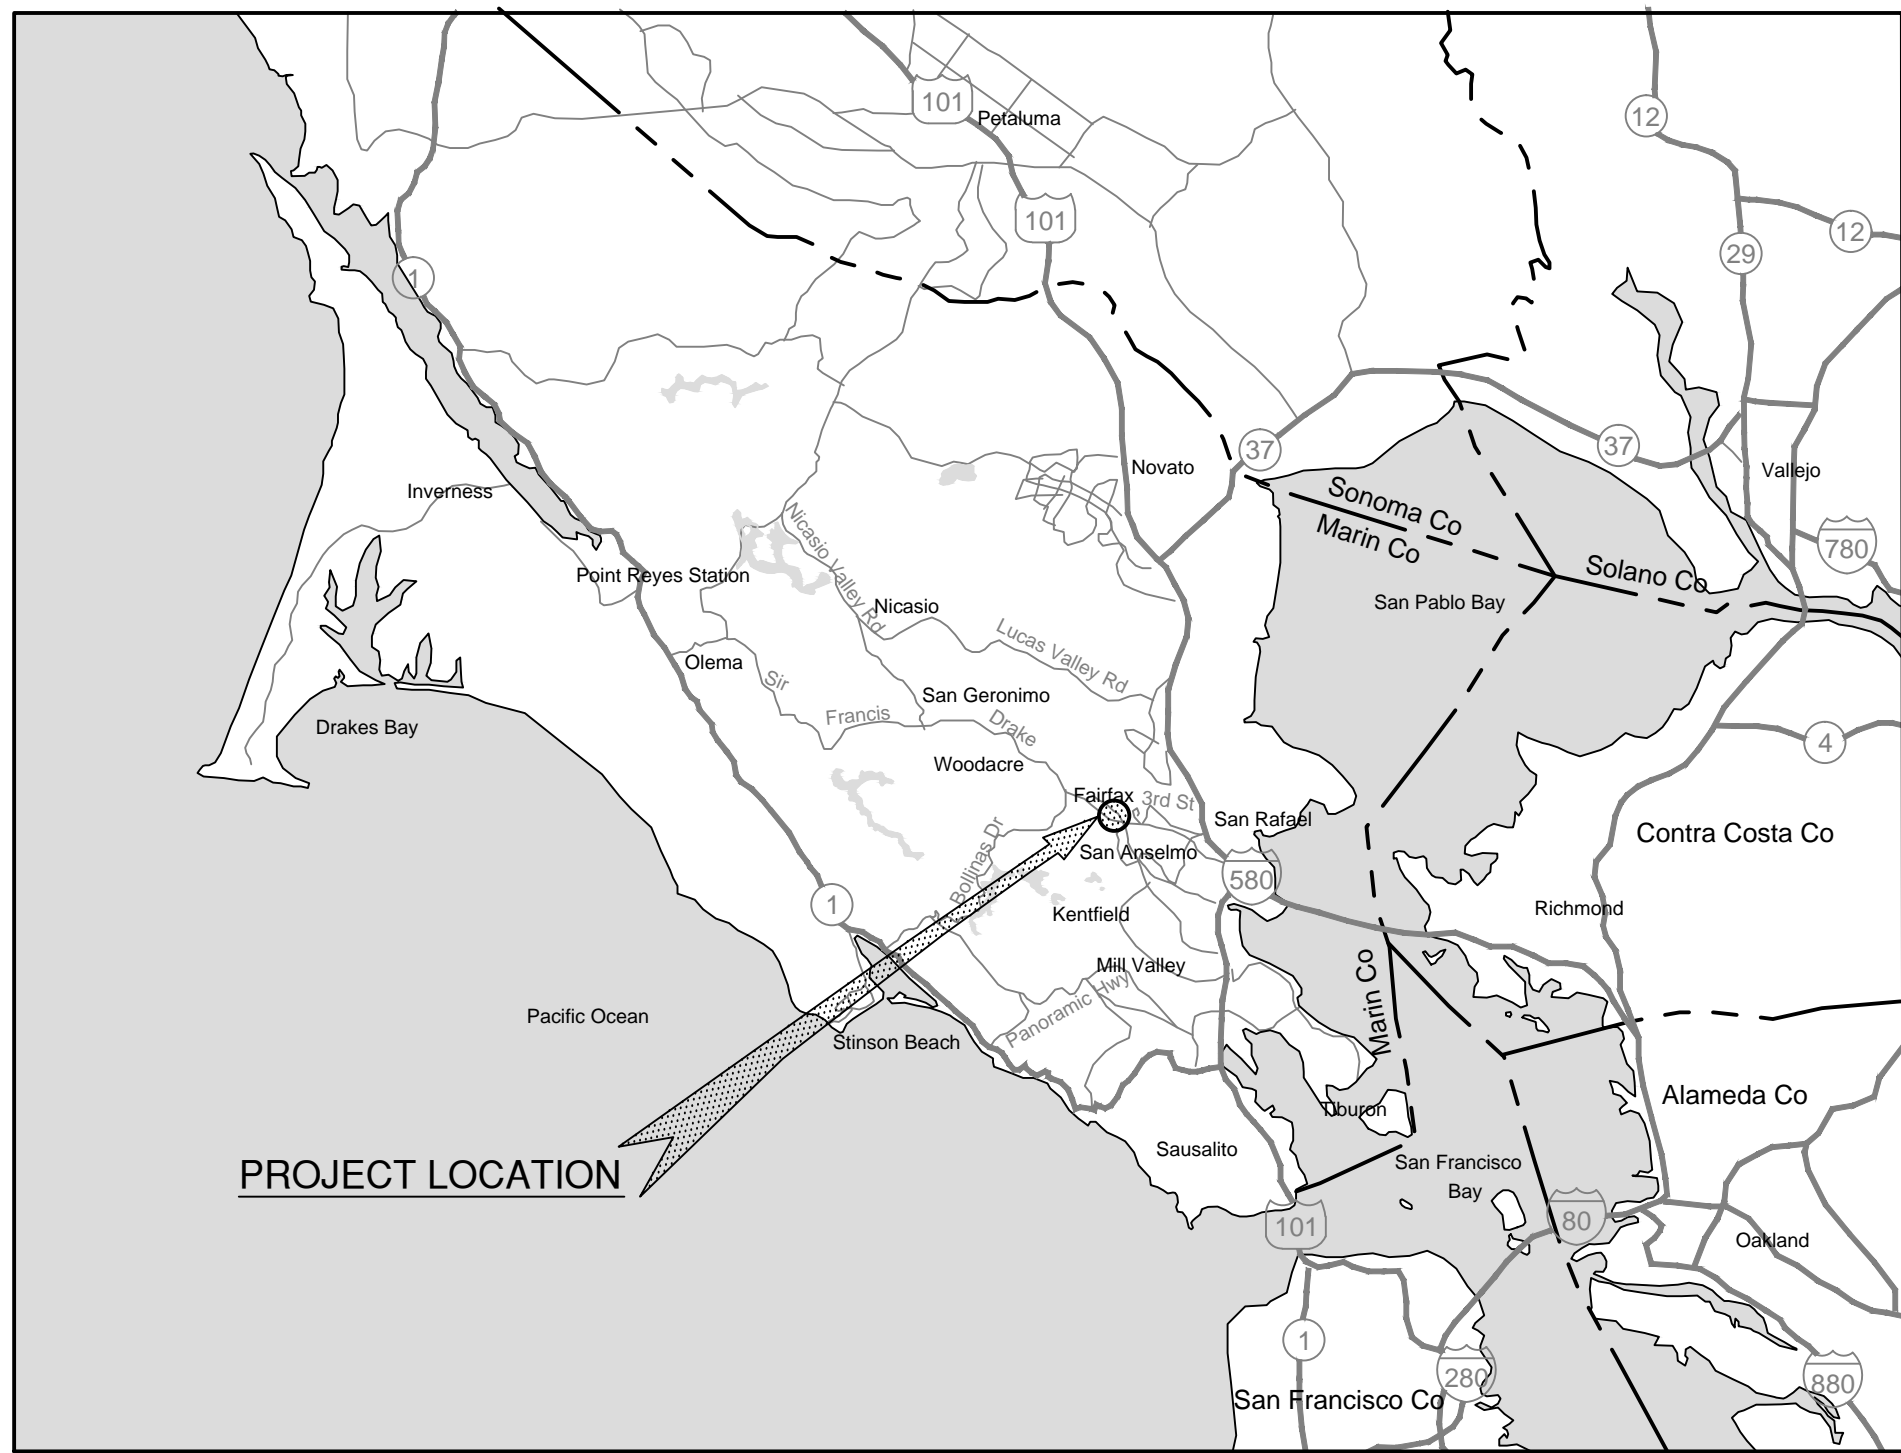 101
Petaluma
12
101
12
29
1
37
37
Novato
Vallejo
Inverness
Sonoma Co
Marin Co
780
Nicasio Valley Rd
Point Reyes Station
Solano Co
San Pablo Bay
Nicasio
Lucas Valley Rd
Olema
Sir
Francis
Drake
San Geronimo
Drakes Bay
4
Woodacre
Fairfax
3rd St
San Rafael
Contra Costa Co
San Anselmo
Bollinas Dr
580
1
Kentfield
Richmond
Mill Valley
Marin Co
Panoramic Hwy
Pacific Ocean
Stinson Beach
Alameda Co
Tiburon
Sausalito
San Francisco
Bay
PROJECT LOCATION
101
80
Oakland
1
280
880
San Francisco Co